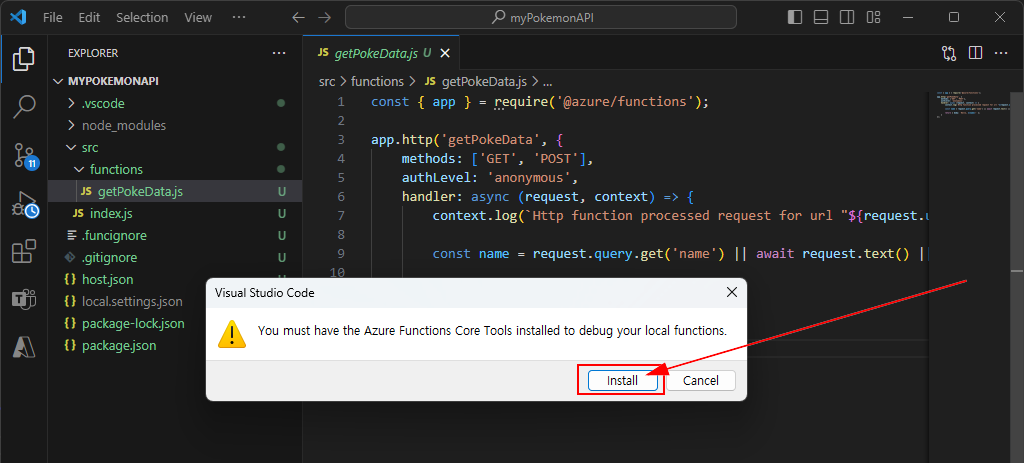 File Edit Selection View ··· myPokemonAPI
EXPLORER ···
MYPOKEMONAPI
.vscode
node_modules
src
functions
JS getPokeData.js U
JS index.js U
.funcignore U
.gitignore U
{} host.json U
{} local.settings.json
{} package-lock.json U
{} package.json U
11
JS getPokeData.js U
src > functions > JS getPokeData.js > ...
1 const { app } = require('@azure/functions');
2
3 app.http('getPokeData', {
4 methods: ['GET', 'POST'],
5 authLevel: 'anonymous',
6 handler: async (request, context) => {
7 context.log(`Http function processed request for url "${request.u
8
9 const name = request.query.get('name') || await request.text() ||
10
Visual Studio Code
You must have the Azure Functions Core Tools installed to debug your local functions.
Install Cancel